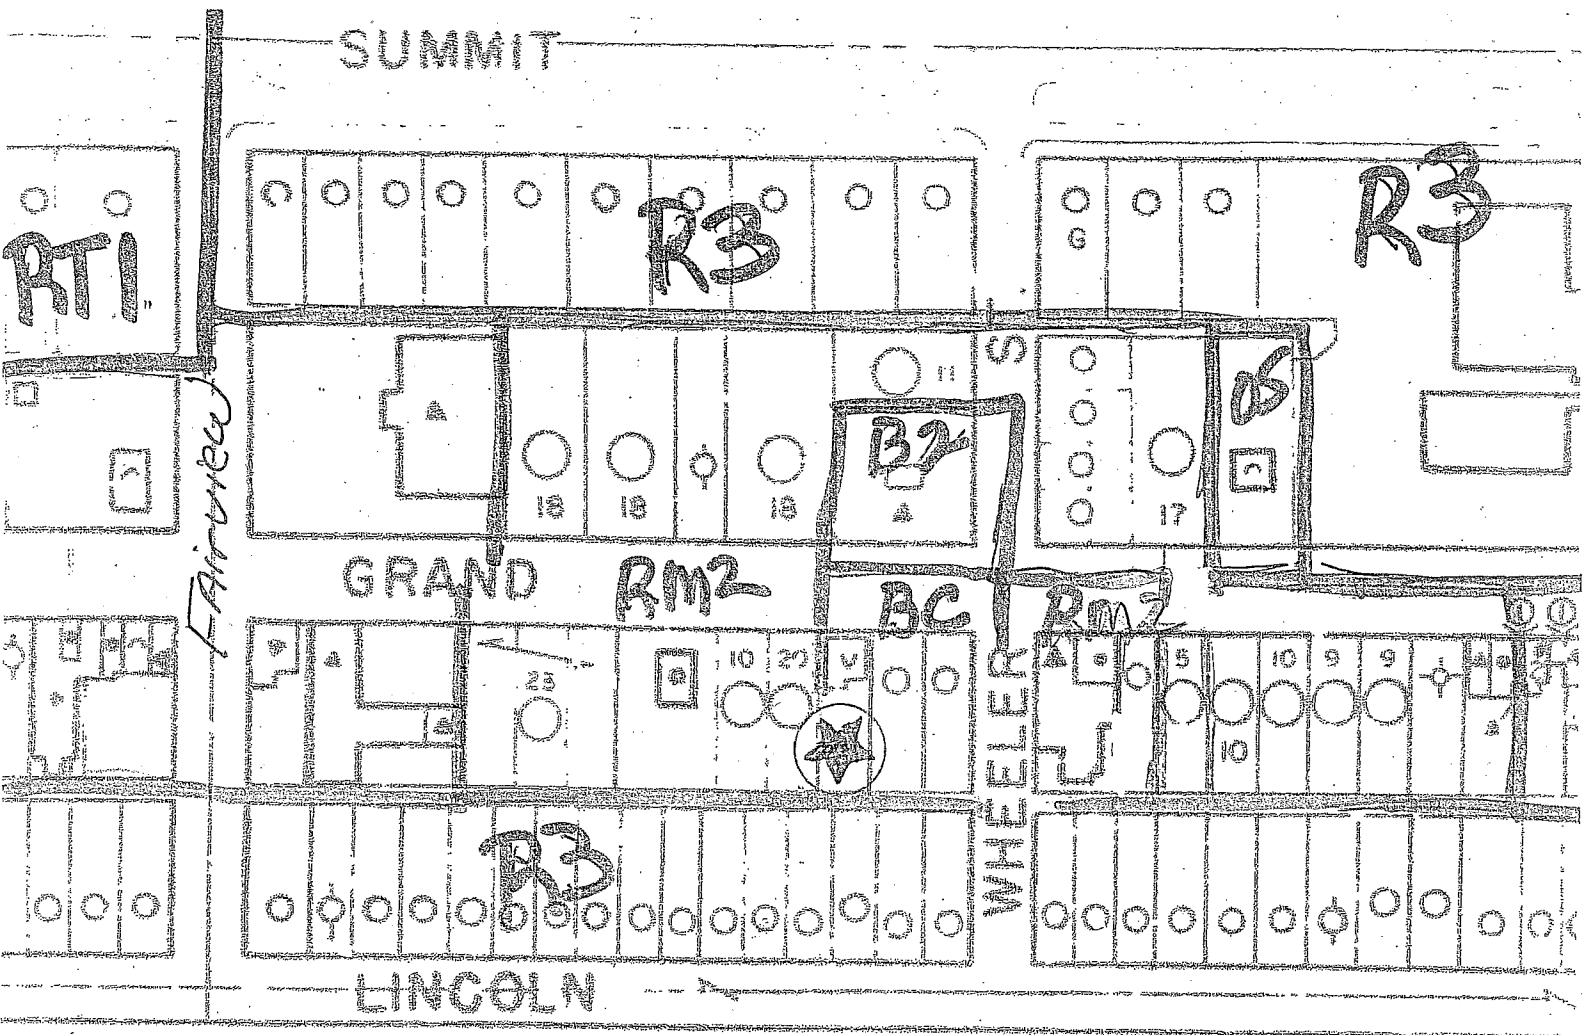 SUMMIT
R3
R3
G
RT1
S
OS
11
B2
18
18
18
17
Fairview
GRAND
RM2
BC
RM2
23
10
20
V
5
10
9
9
10
WHEELER
R3
LINCOLN